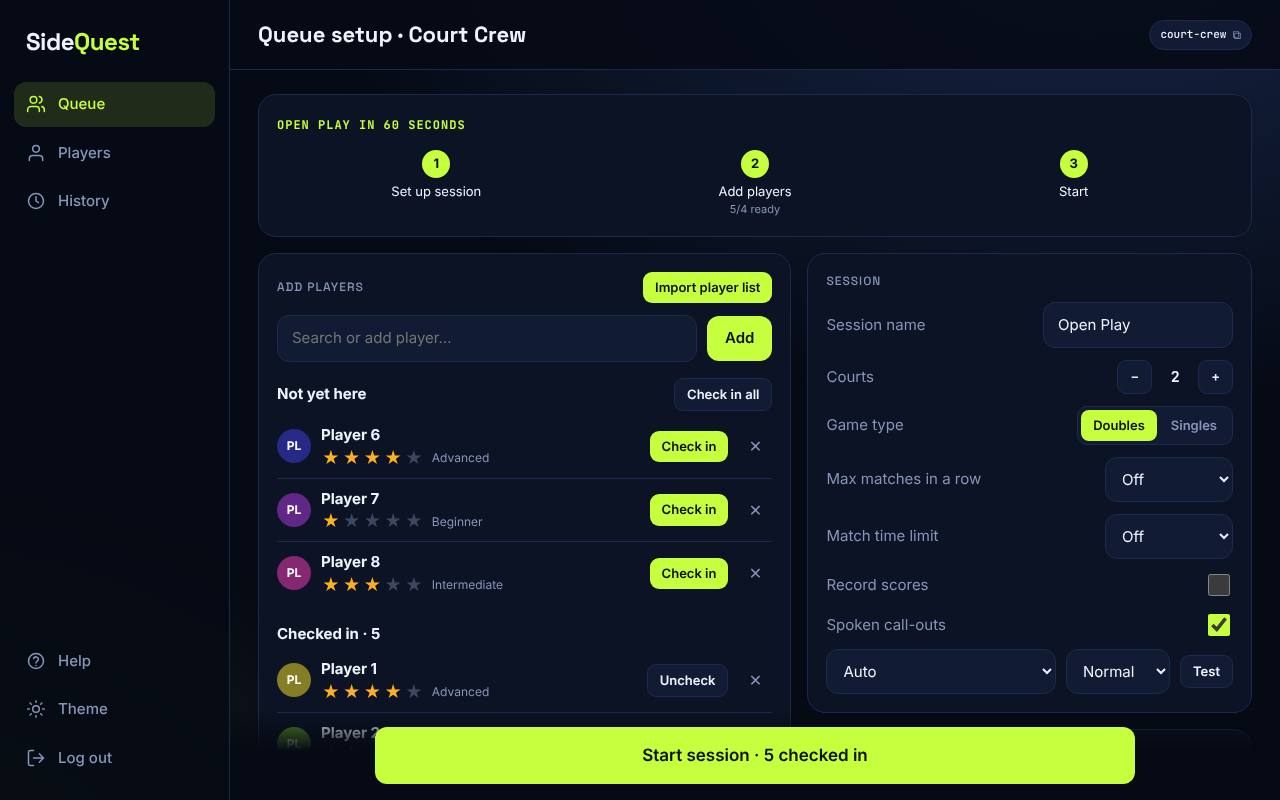 SideQuest
Queue
Players
History
Help
Theme
Log out
Queue setup · Court Crew
court-crew
OPEN PLAY IN 60 SECONDS
1
Set up session
2
Add players
5/4 ready
3
Start
ADD PLAYERS
Import player list
Search or add player...
Add
Not yet here
Check in all
PL
Player 6
Advanced
Check in
PL
Player 7
Beginner
Check in
PL
Player 8
Intermediate
Check in
Checked in · 5
PL
Player 1
Advanced
Uncheck
PL
Player 2
SESSION
Session name
Open Play
Courts
− 2 +
Game type
Doubles Singles
Max matches in a row
Off
Match time limit
Off
Record scores
Spoken call-outs
Auto
Normal
Test
Start session · 5 checked in